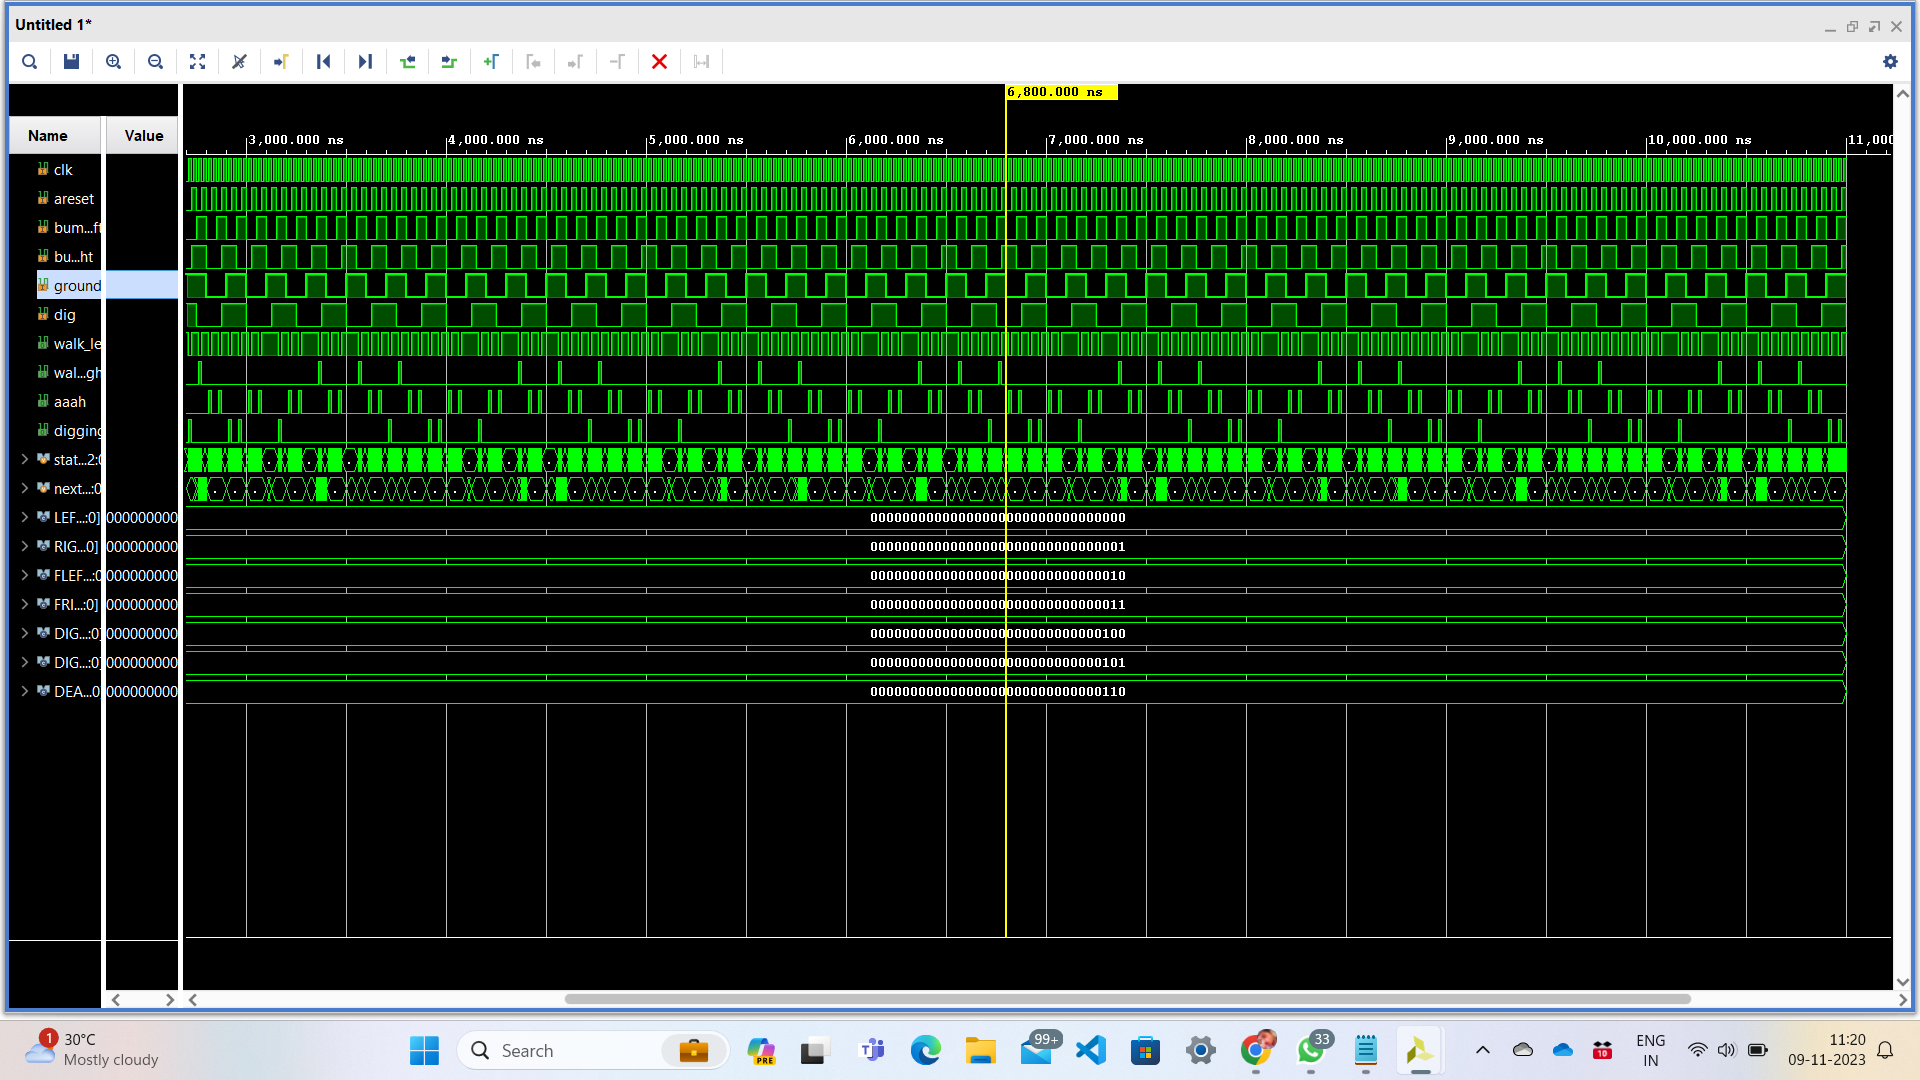 Untitled 1*
6,800.000 ns
Name Value
3,000.000 ns 4,000.000 ns 5,000.000 ns 6,000.000 ns 7,000.000 ns 8,000.000 ns 9,000.000 ns 10,000.000 ns 11,000
clk
areset
bum...ft
bu...ht
ground
dig
walk_le
wal...gh
aaah
digging
stat...2:0
next...:0
LEF...:0] 000000000 00000000000000000000000000000000
RIG...0] 000000000 00000000000000000000000000000001
FLEF...:0 000000000 00000000000000000000000000000010
FRI...:0] 000000000 00000000000000000000000000000011
DIG...:0] 000000000 00000000000000000000000000000100
DIG...:0] 000000000 00000000000000000000000000000101
DEA...0 000000000 00000000000000000000000000000110
1
30°C
Mostly cloudy
Search
PRE
99+
33
10
ENG
IN
11:20
09-11-2023